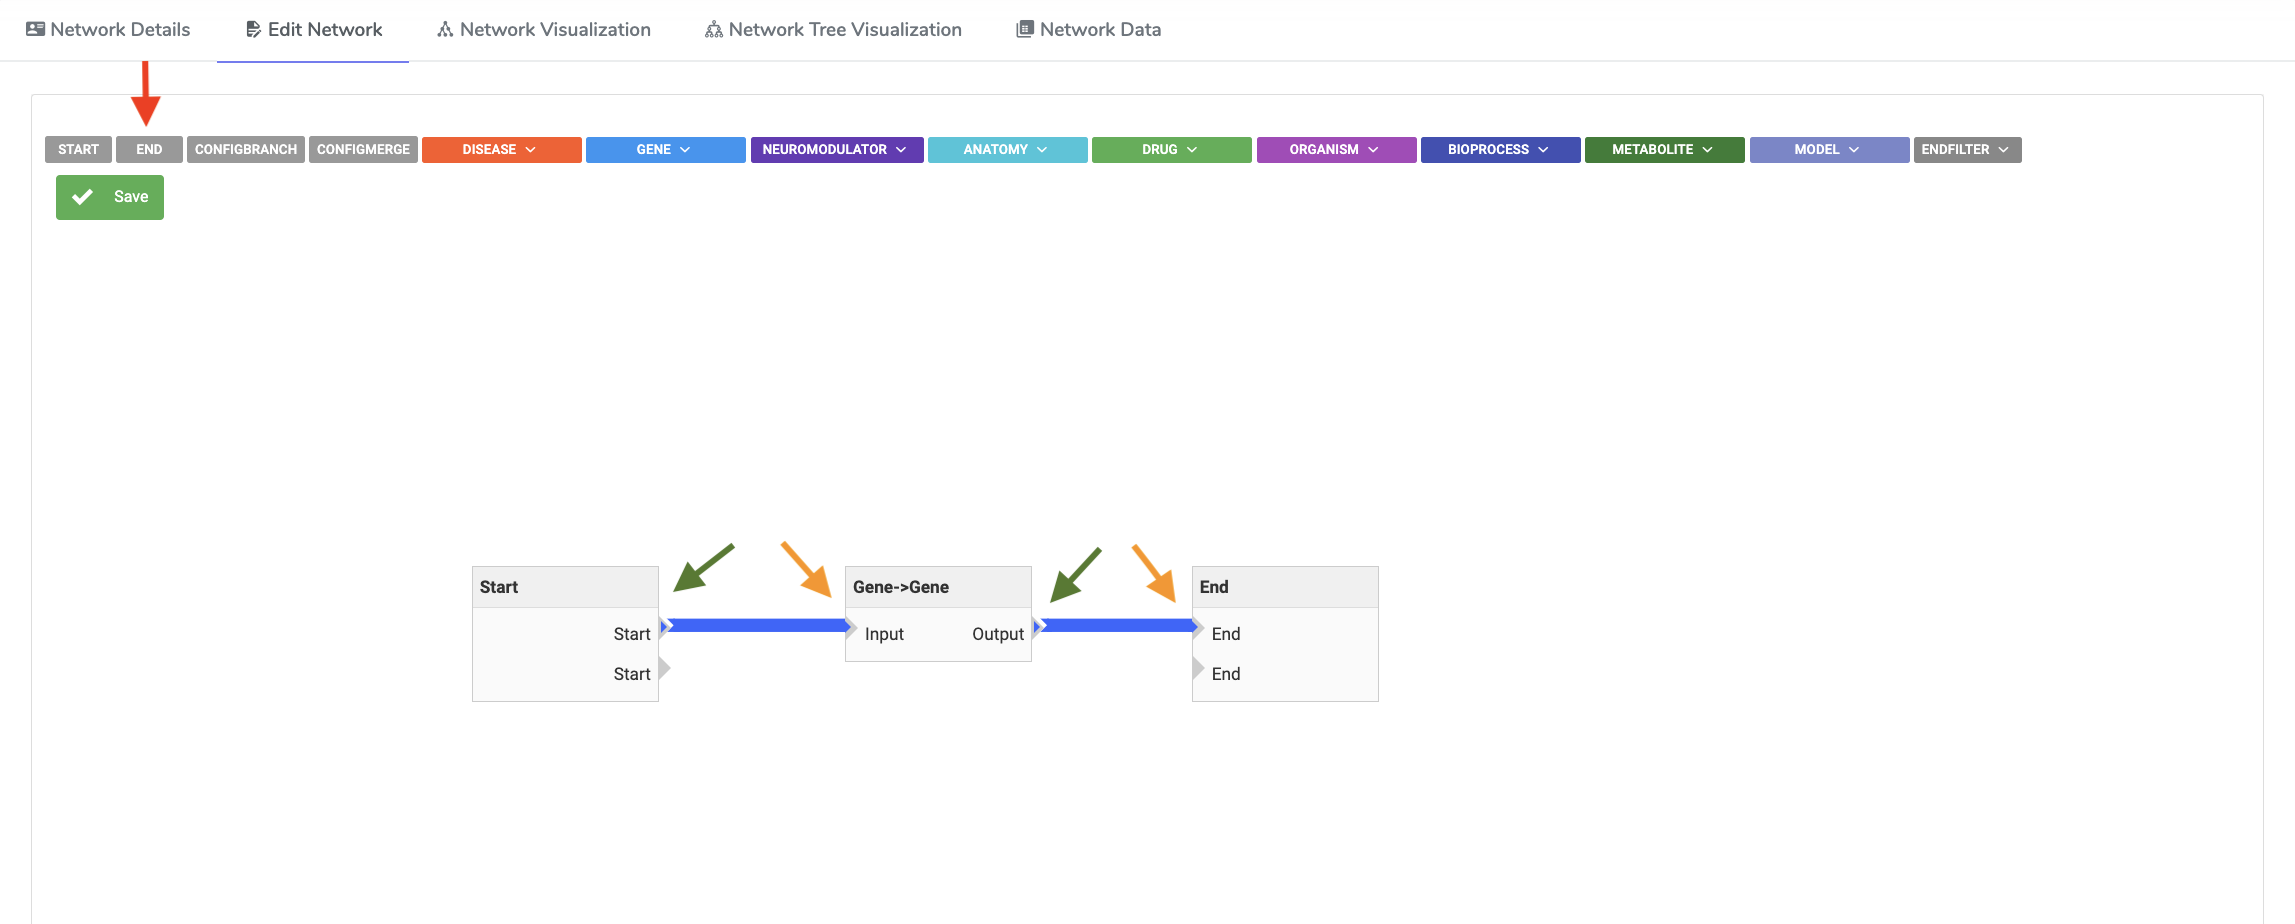 Network Details Edit Network Network Visualization Network Tree Visualization Network Data
START END CONFIGBRANCH CONFIGMERGE DISEASE GENE NEUROMODULATOR ANATOMY DRUG ORGANISM BIOPROCESS METABOLITE MODEL ENDFILTER
Save
Start Gene->Gene End
Start Input Output End
Start End